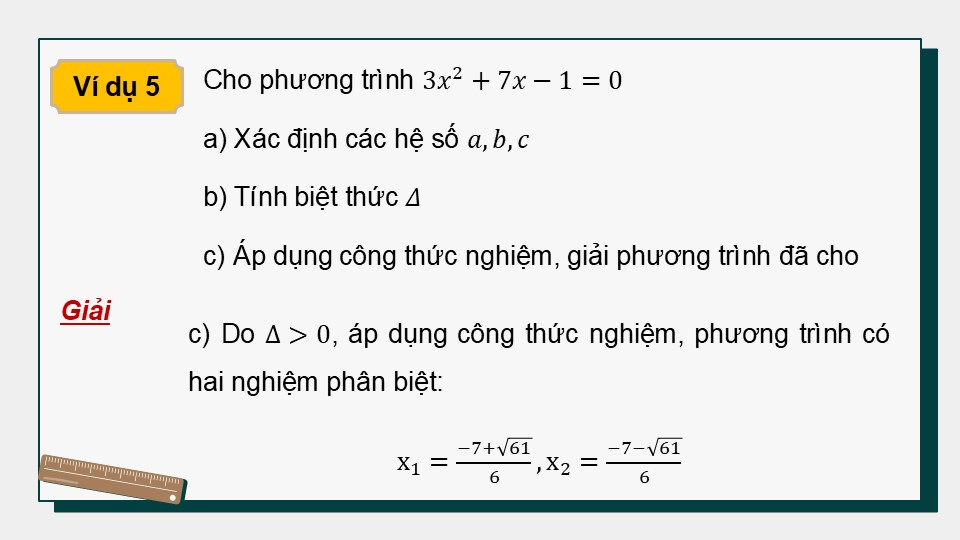 Ví dụ 5
Cho phương trình 3𝑥² + 7𝑥 − 1 = 0
a) Xác định các hệ số 𝑎, 𝑏, 𝑐
b) Tính biệt thức 𝛥
c) Áp dụng công thức nghiệm, giải phương trình đã cho
Giải
c) Do Δ > 0, áp dụng công thức nghiệm, phương trình có
hai nghiệm phân biệt:
x₁ = (−7+√61)/6 , x₂ = (−7−√61)/6